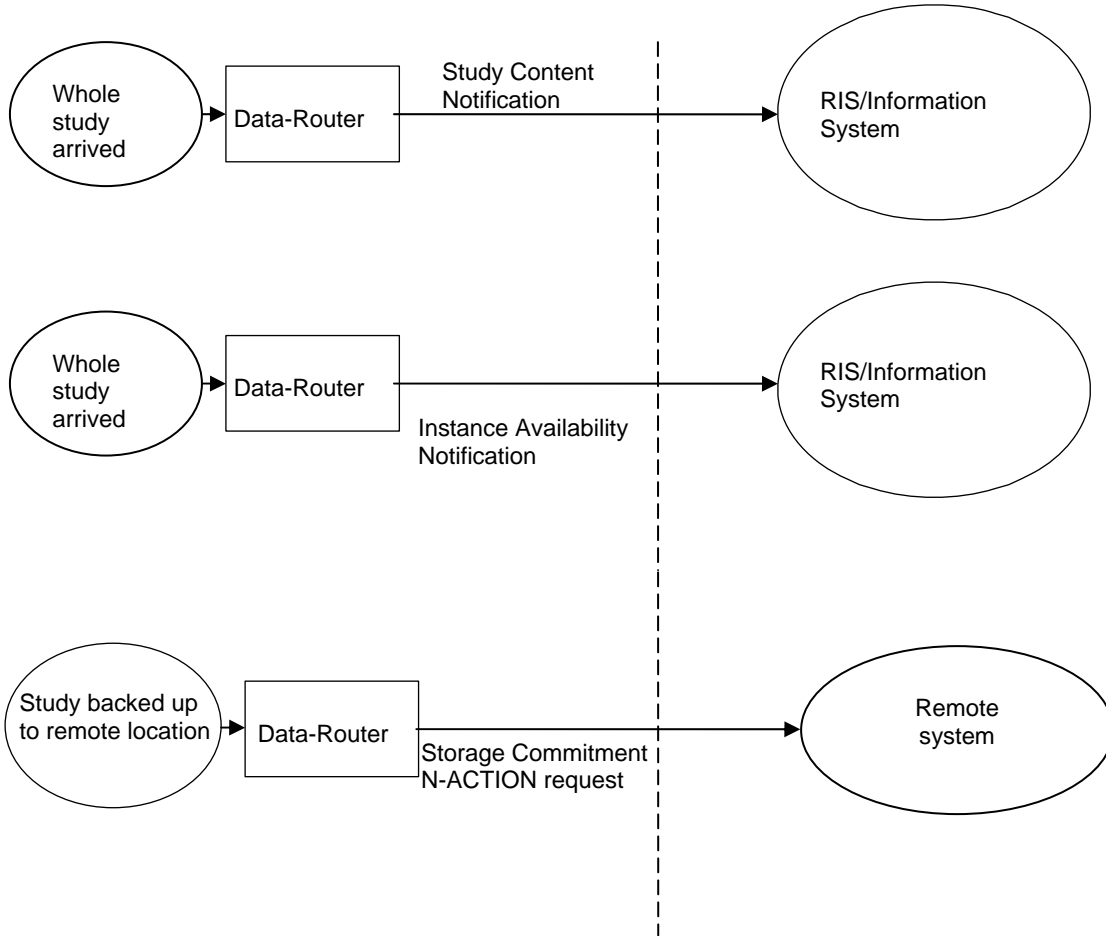 Whole
study
arrived
Data-Router
Study Content
Notification
RIS/Information
System
Whole
study
arrived
Data-Router
Instance Availability
Notification
RIS/Information
System
Study backed up
to remote location
Data-Router
Storage Commitment
N-ACTION request
Remote
system